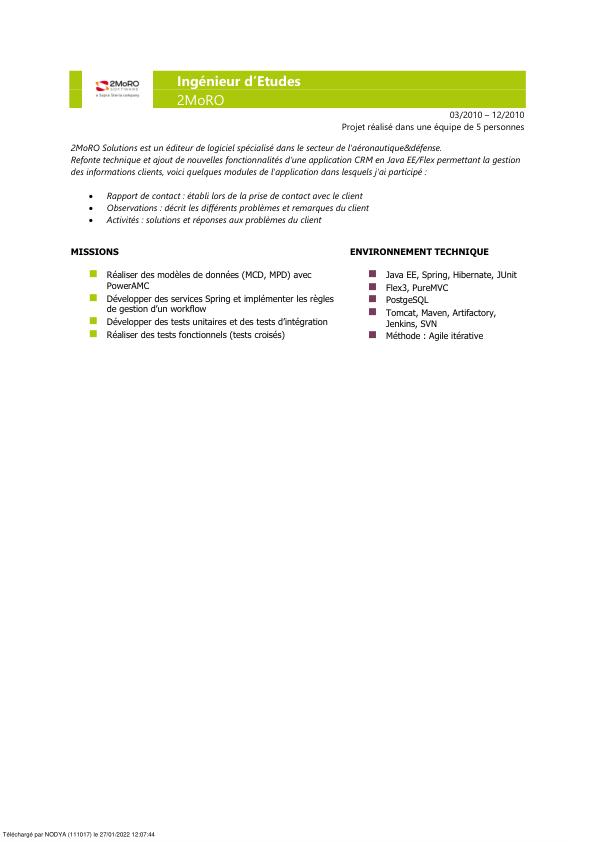 2MoRO
SOFTWARE
a Sopra Steria company
Ingénieur d'Etudes
2MoRO
03/2010 – 12/2010
Projet réalisé dans une équipe de 5 personnes
2MoRO Solutions est un éditeur de logiciel spécialisé dans le secteur de l'aéronautique&défense.
Refonte technique et ajout de nouvelles fonctionnalités d'une application CRM en Java EE/Flex permettant la gestion
des informations clients, voici quelques modules de l'application dans lesquels j'ai participé :
• Rapport de contact : établi lors de la prise de contact avec le client
• Observations : décrit les différents problèmes et remarques du client
• Activités : solutions et réponses aux problèmes du client
MISSIONS
Réaliser des modèles de données (MCD, MPD) avec
PowerAMC
Développer des services Spring et implémenter les règles
de gestion d'un workflow
Développer des tests unitaires et des tests d'intégration
Réaliser des tests fonctionnels (tests croisés)
ENVIRONNEMENT TECHNIQUE
Java EE, Spring, Hibernate, JUnit
Flex3, PureMVC
PostgeSQL
Tomcat, Maven, Artifactory,
Jenkins, SVN
Méthode : Agile itérative
Téléchargé par NODYA (111017) le 27/01/2022 12:07:44